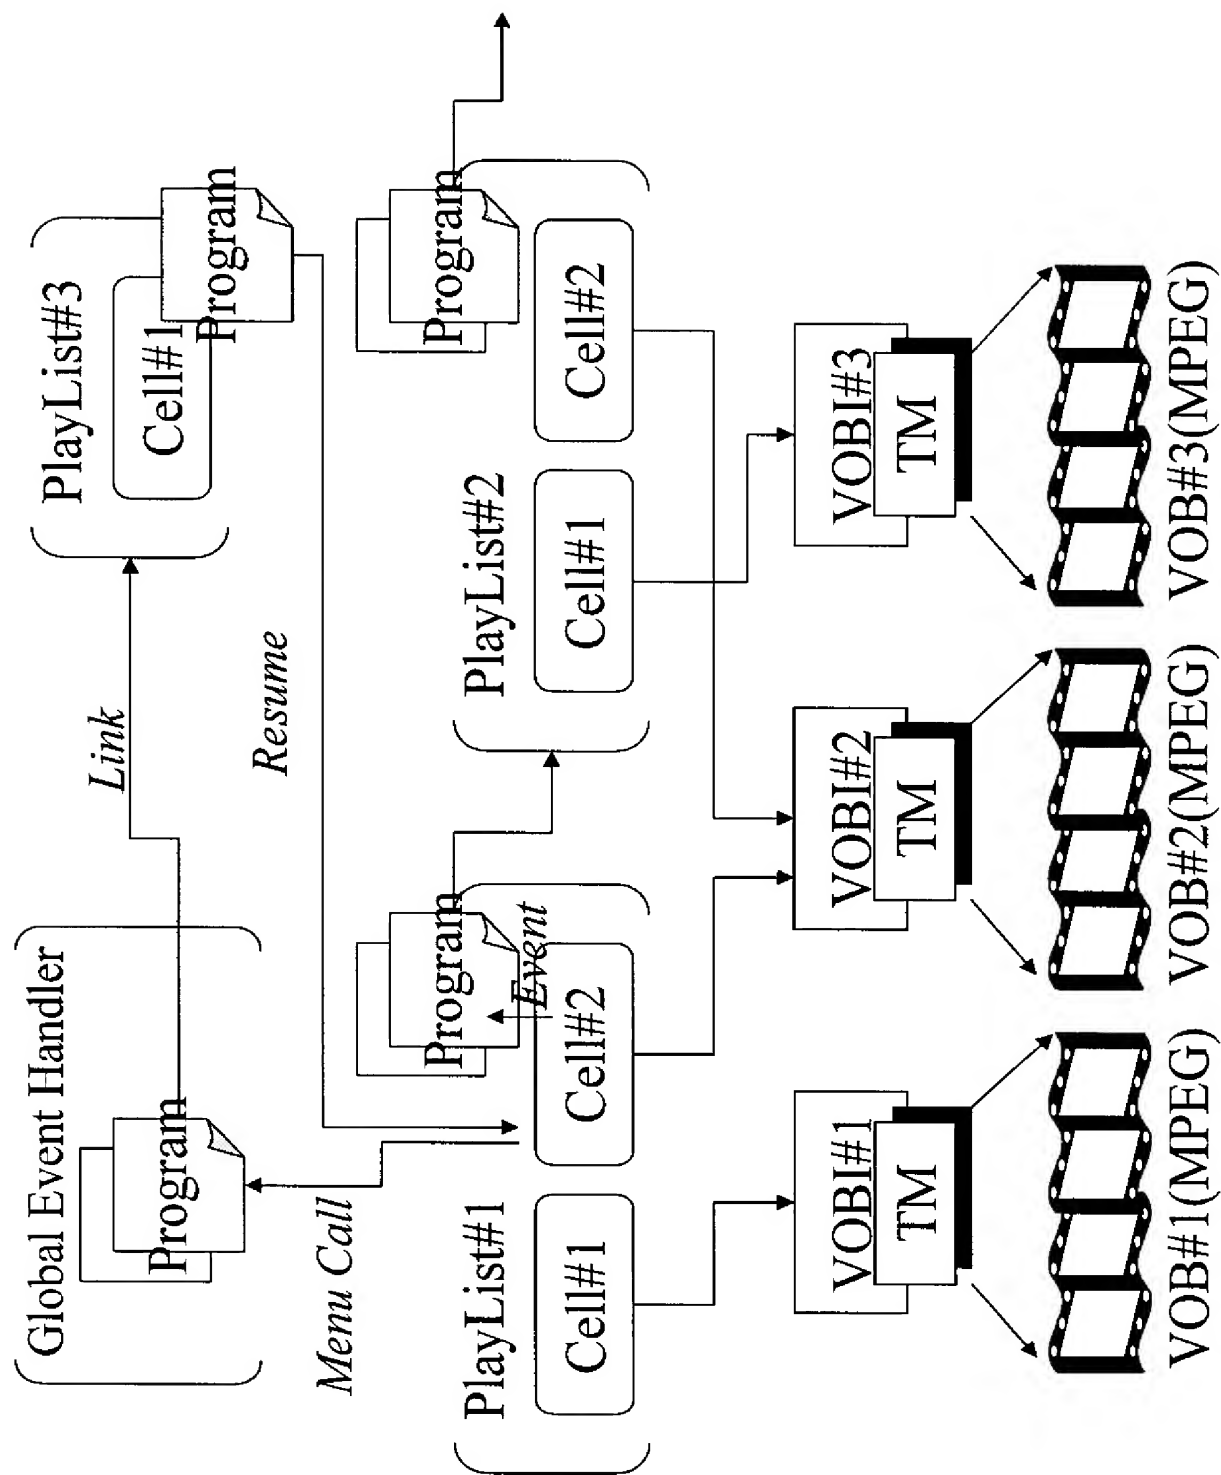 Global Event Handler
Program
Link
PlayList#3
Cell#1
Program
Menu Call
Resume
PlayList#1
Cell#1
Cell#2
Program
Event
PlayList#2
Cell#1
Cell#2
Program
VOBI#1
TM
VOBI#2
TM
VOBI#3
TM
VOB#1(MPEG)
VOB#2(MPEG)
VOB#3(MPEG)